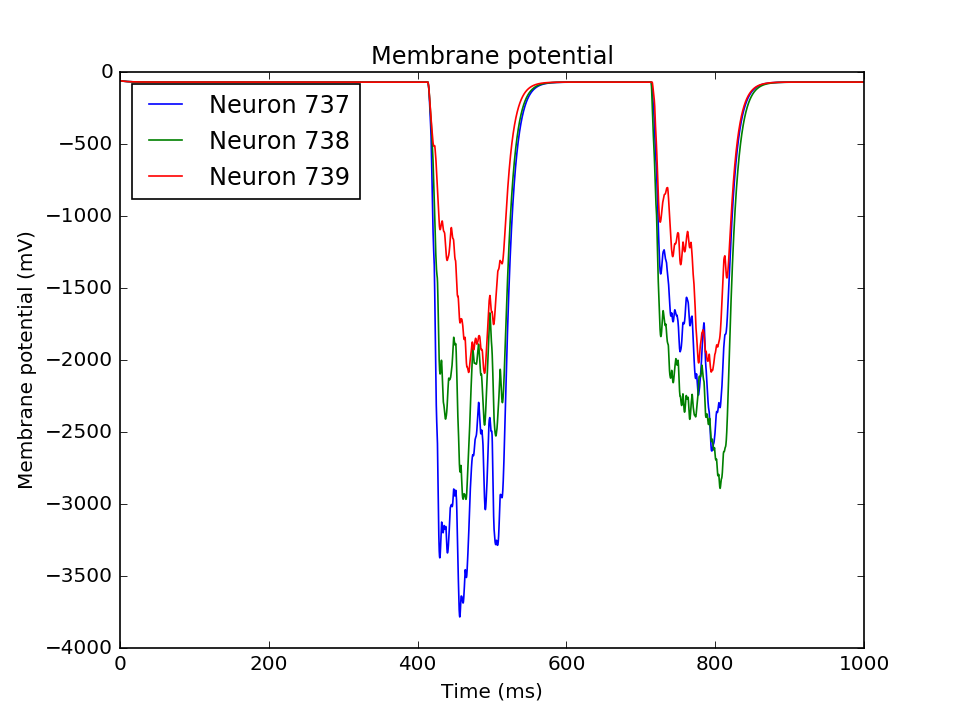 Membrane potential
0
−500
−1000
−1500
−2000
−2500
−3000
−3500
−4000
Membrane potential (mV)
Neuron 737
Neuron 738
Neuron 739
0 200 400 600 800 1000
Time (ms)